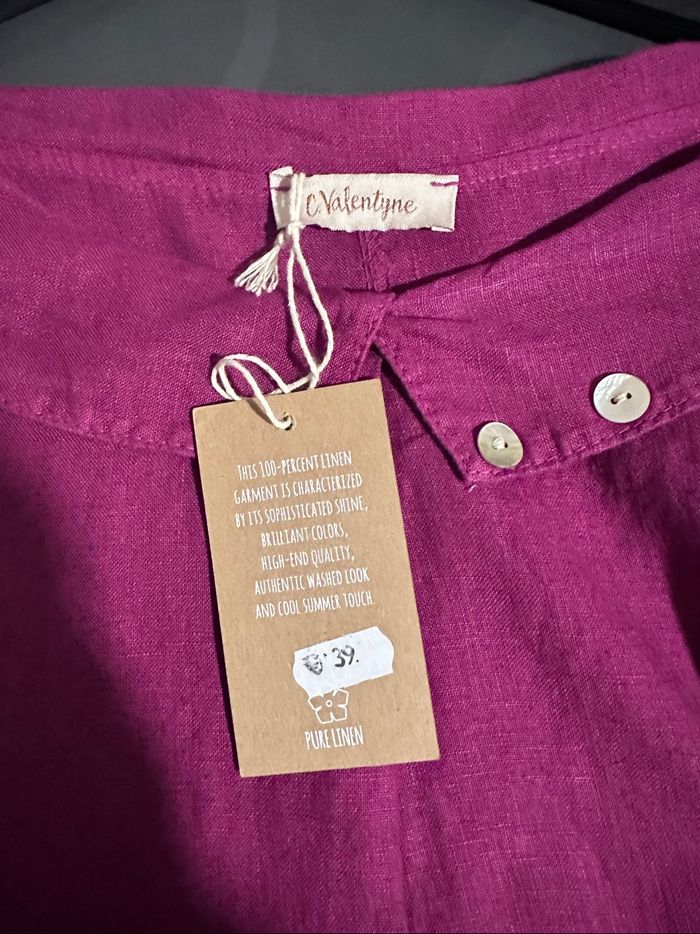 C.Valentyne
THIS 100-PERCENT LINEN
GARMENT IS CHARACTERIZED
BY ITS SOPHISTICATED SHINE,
BRILLIANT COLORS,
HIGH-END QUALITY,
AUTHENTIC WASHED LOOK
AND COOL SUMMER TOUCH.
39.
PURE LINEN